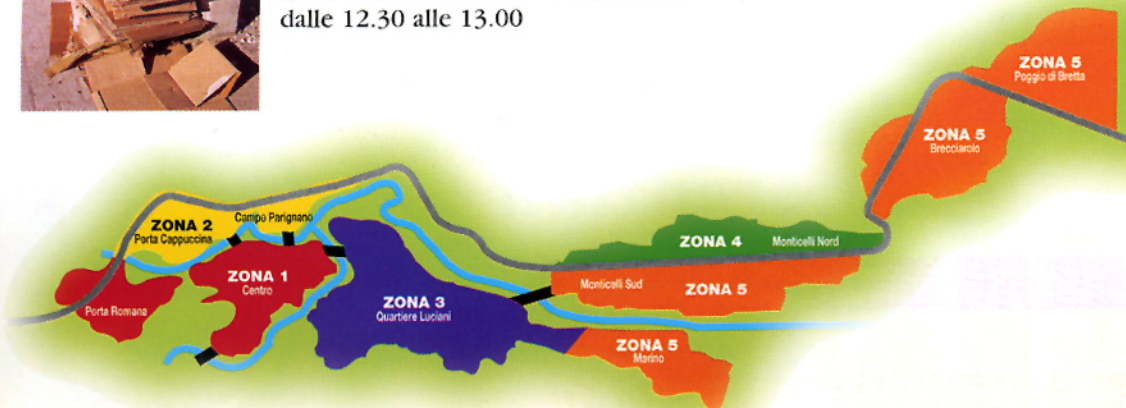 dalle 12.30 alle 13.00
ZONA 5
Poggio di Bretta
ZONA 5
Brecciarolo
ZONA 2
Porta Cappuccina
Campo Parignano
ZONA 1
Centro
Porta Romana
ZONA 3
Quartiere Luciani
ZONA 4
Monticelli Nord
Monticelli Sud
ZONA 5
ZONA 5
Marino